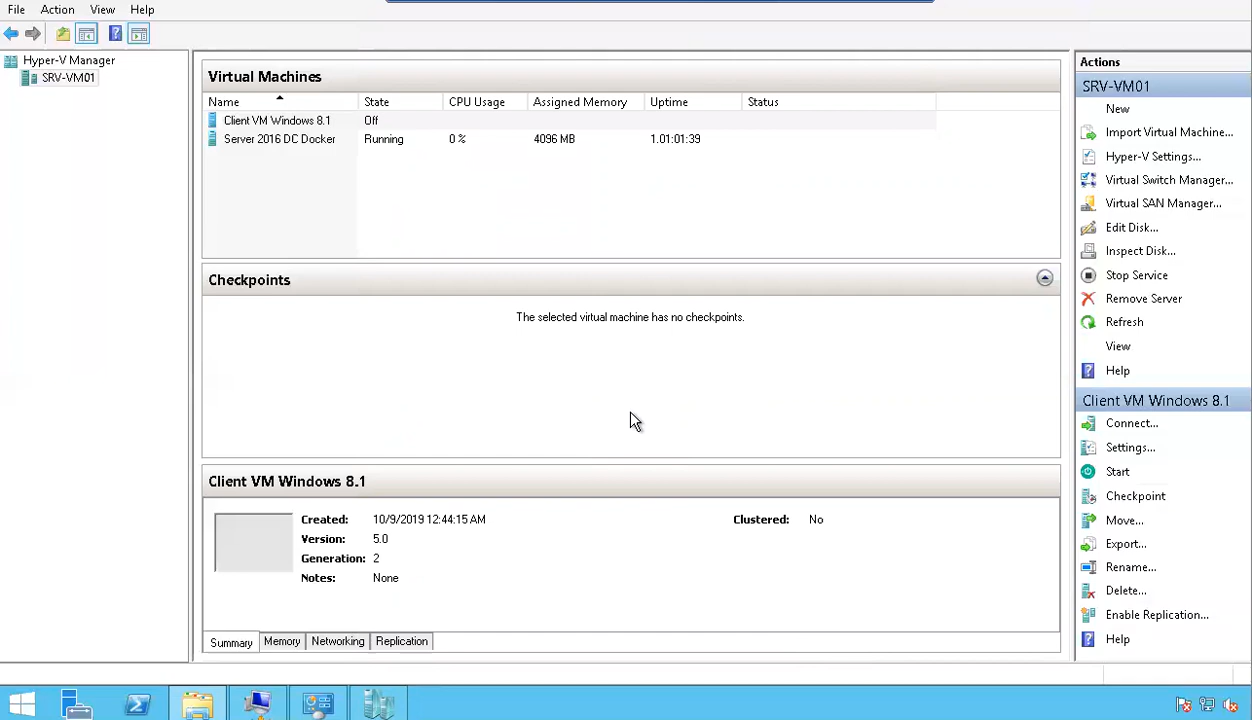 File Action View Help
Hyper-V Manager
SRV-VM01
Virtual Machines
Name State CPU Usage Assigned Memory Uptime Status
Client VM Windows 8.1 Off
Server 2016 DC Docker Running 0 % 4096 MB 1.01:01:39
Checkpoints
The selected virtual machine has no checkpoints.
Client VM Windows 8.1
Created: 10/9/2019 12:44:15 AM Clustered: No
Version: 5.0
Generation: 2
Notes: None
Summary Memory Networking Replication
Actions
SRV-VM01
New
Import Virtual Machine...
Hyper-V Settings...
Virtual Switch Manager...
Virtual SAN Manager...
Edit Disk...
Inspect Disk...
Stop Service
Remove Server
Refresh
View
Help
Client VM Windows 8.1
Connect...
Settings...
Start
Checkpoint
Move...
Export...
Rename...
Delete...
Enable Replication...
Help